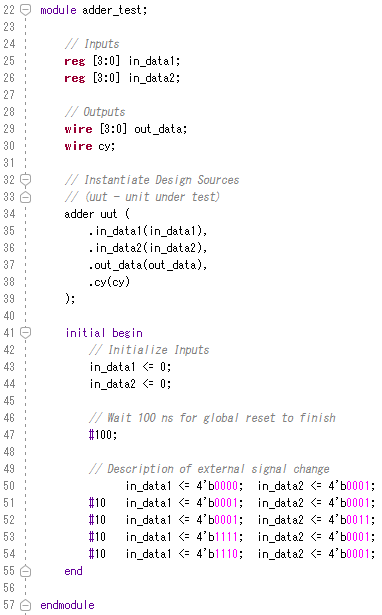 22 module adder_test;
23
24 // Inputs
25 reg [3:0] in_data1;
26 reg [3:0] in_data2;
27
28 // Outputs
29 wire [3:0] out_data;
30 wire cy;
31
32 // Instantiate Design Sources
33 // (uut - unit under test)
34 adder uut (
35 .in_data1(in_data1),
36 .in_data2(in_data2),
37 .out_data(out_data),
38 .cy(cy)
39 );
40
41 initial begin
42 // Initialize Inputs
43 in_data1 <= 0;
44 in_data2 <= 0;
45
46 // Wait 100 ns for global reset to finish
47 #100;
48
49 // Description of external signal change
50 in_data1 <= 4'b0000; in_data2 <= 4'b0001;
51 #10 in_data1 <= 4'b0001; in_data2 <= 4'b0001;
52 #10 in_data1 <= 4'b0001; in_data2 <= 4'b0011;
53 #10 in_data1 <= 4'b1111; in_data2 <= 4'b0001;
54 #10 in_data1 <= 4'b1110; in_data2 <= 4'b0001;
55 end
56
57 endmodule